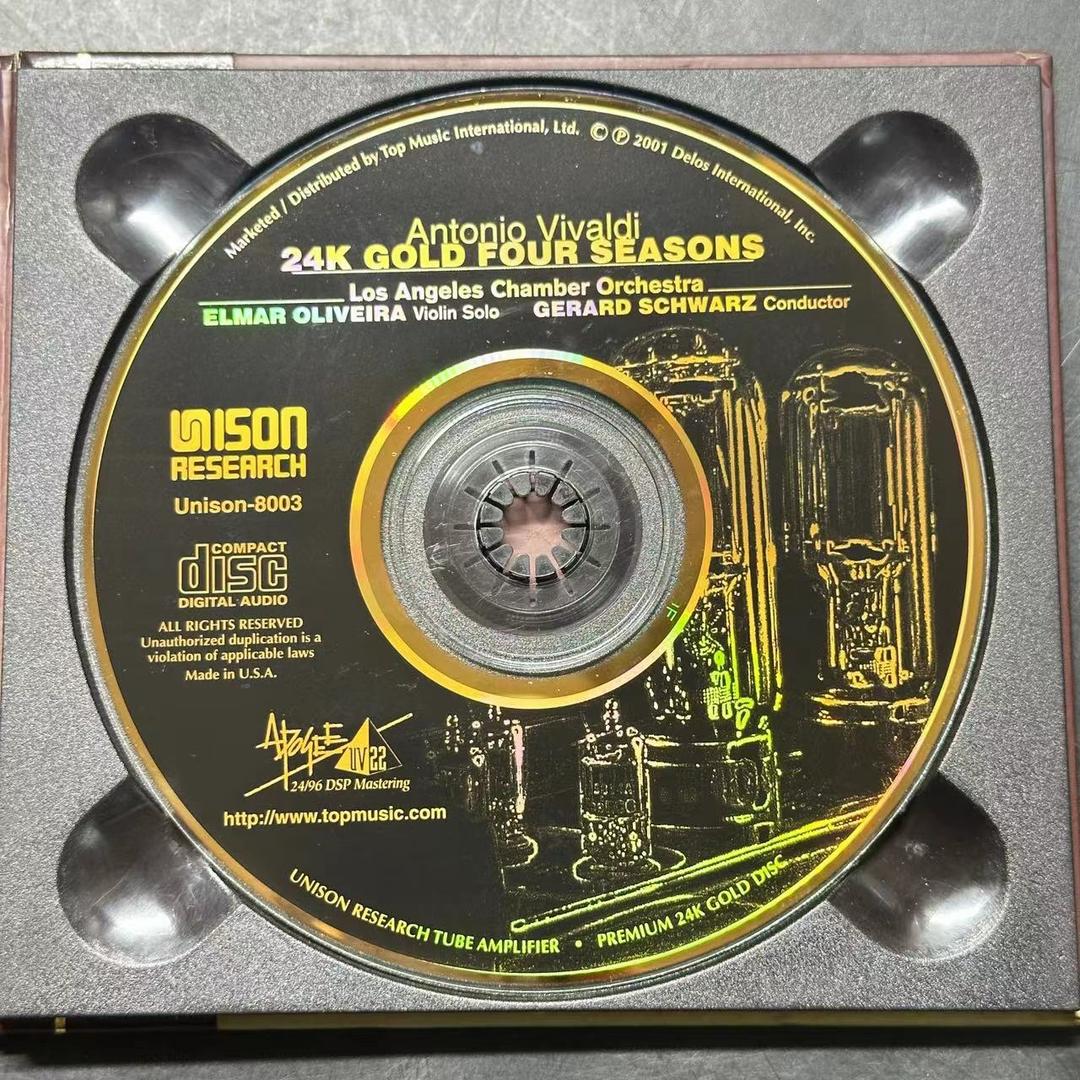 Marketed / Distributed by Top Music International, Ltd. © ℗ 2001 Delos International, Inc.
Antonio Vivaldi
24K GOLD FOUR SEASONS
Los Angeles Chamber Orchestra
ELMAR OLIVEIRA Violin Solo GERARD SCHWARZ Conductor
UNISON
RESEARCH
Unison-8003
COMPACT
disc
DIGITAL AUDIO
ALL RIGHTS RESERVED
Unauthorized duplication is a
violation of applicable laws
Made in U.S.A.
APOGEE
UV22
24/96 DSP Mastering
http://www.topmusic.com
UNISON RESEARCH TUBE AMPLIFIER • PREMIUM 24K GOLD DISC